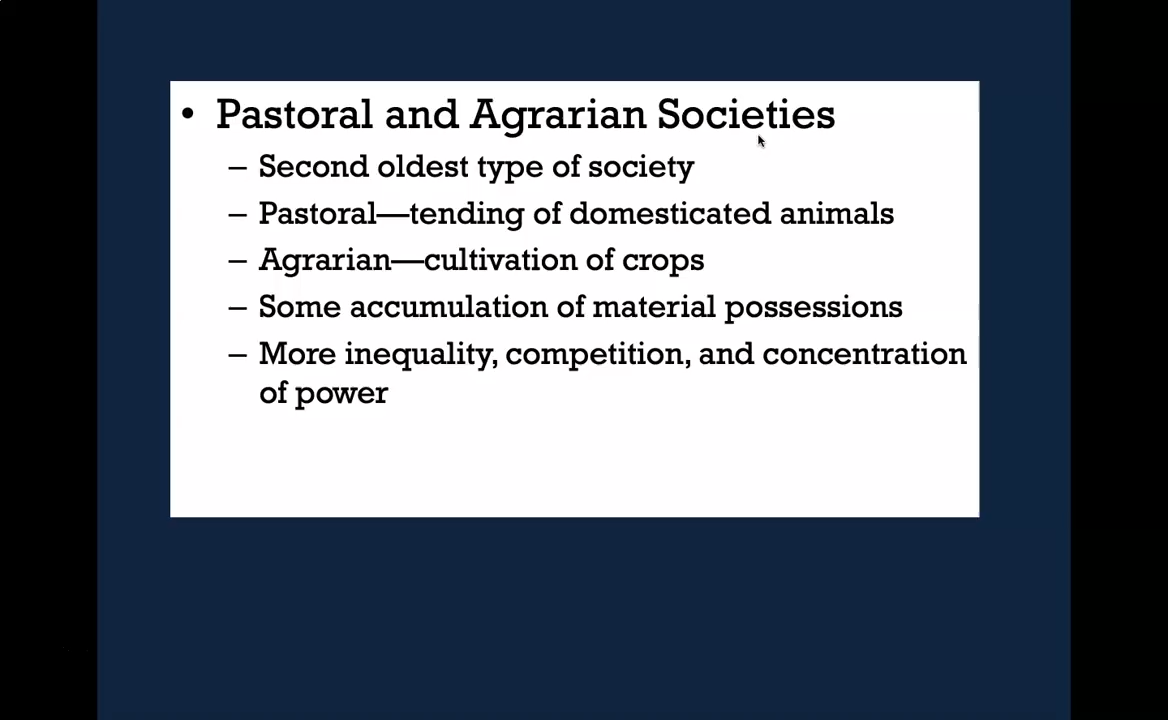 • Pastoral and Agrarian Societies
– Second oldest type of society
– Pastoral—tending of domesticated animals
– Agrarian—cultivation of crops
– Some accumulation of material possessions
– More inequality, competition, and concentration
of power